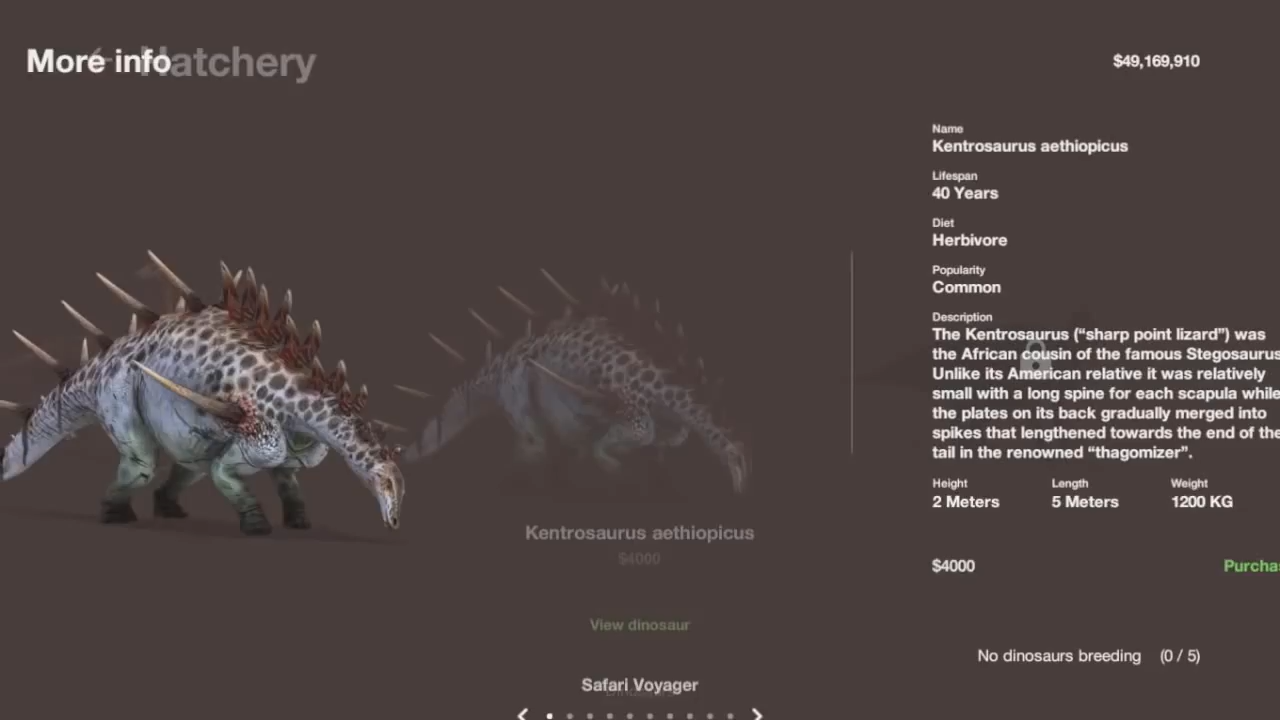 More info
Hatchery
$49,169,910
Name
Kentrosaurus aethiopicus
Lifespan
40 Years
Diet
Herbivore
Popularity
Common
Description
The Kentrosaurus (“sharp point lizard”) was
the African cousin of the famous Stegosaurus
Unlike its American relative it was relatively
small with a long spine for each scapula while
the plates on its back gradually merged into
spikes that lengthened towards the end of the
tail in the renowned “thagomizer”.
Height Length Weight
2 Meters 5 Meters 1200 KG
Kentrosaurus aethiopicus
$4000
$4000
Purchas
View dinosaur
No dinosaurs breeding (0 / 5)
Safari Voyager